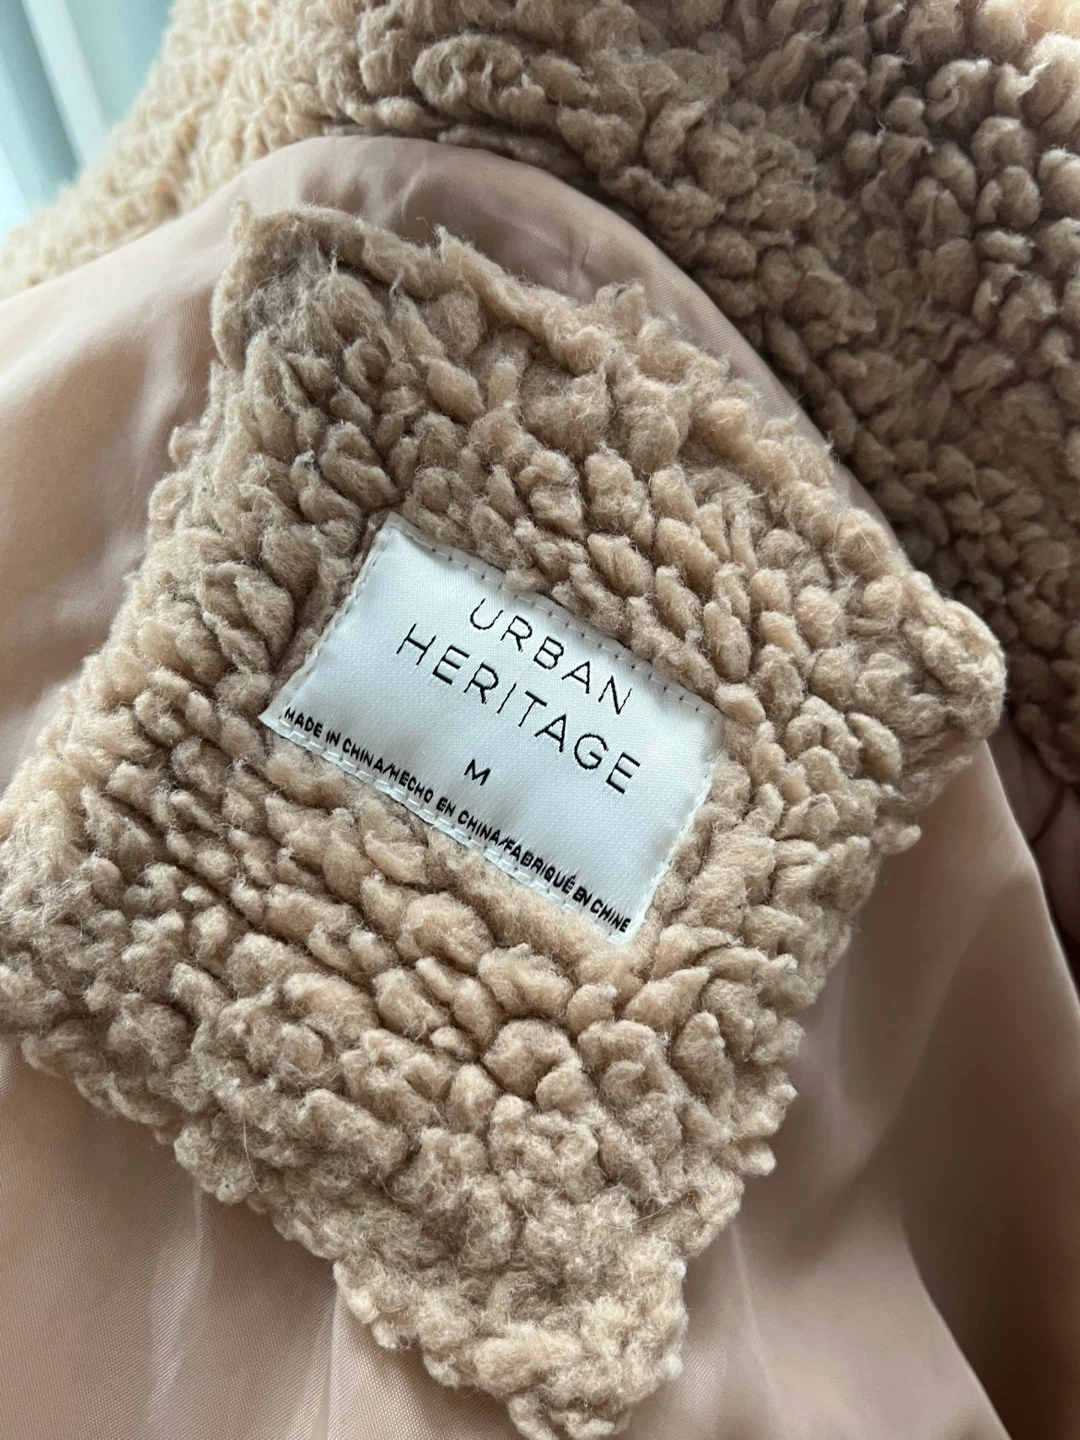 URBAN
HERITAGE
M
MADE IN CHINA/HECHO EN CHINA/FABRIQUÉ EN CHINE